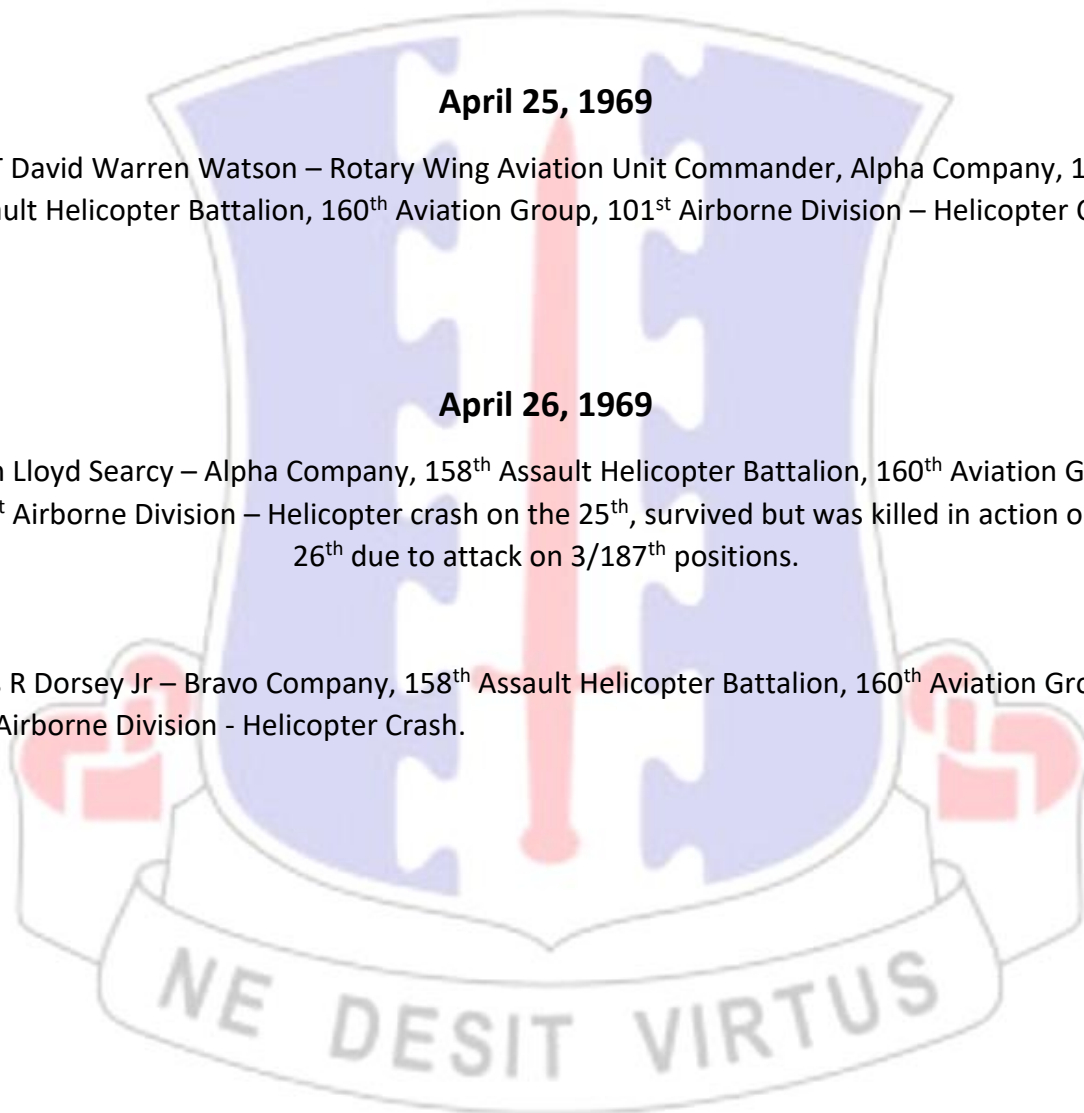 April 25, 1969
T David Warren Watson – Rotary Wing Aviation Unit Commander, Alpha Company, 1
ault Helicopter Battalion, 160th Aviation Group, 101st Airborne Division – Helicopter C
April 26, 1969
n Lloyd Searcy – Alpha Company, 158th Assault Helicopter Battalion, 160th Aviation G
t Airborne Division – Helicopter crash on the 25th, survived but was killed in action o
26th due to attack on 3/187th positions.
s R Dorsey Jr – Bravo Company, 158th Assault Helicopter Battalion, 160th Aviation Gro
Airborne Division - Helicopter Crash.
NE DESIT VIRTUS